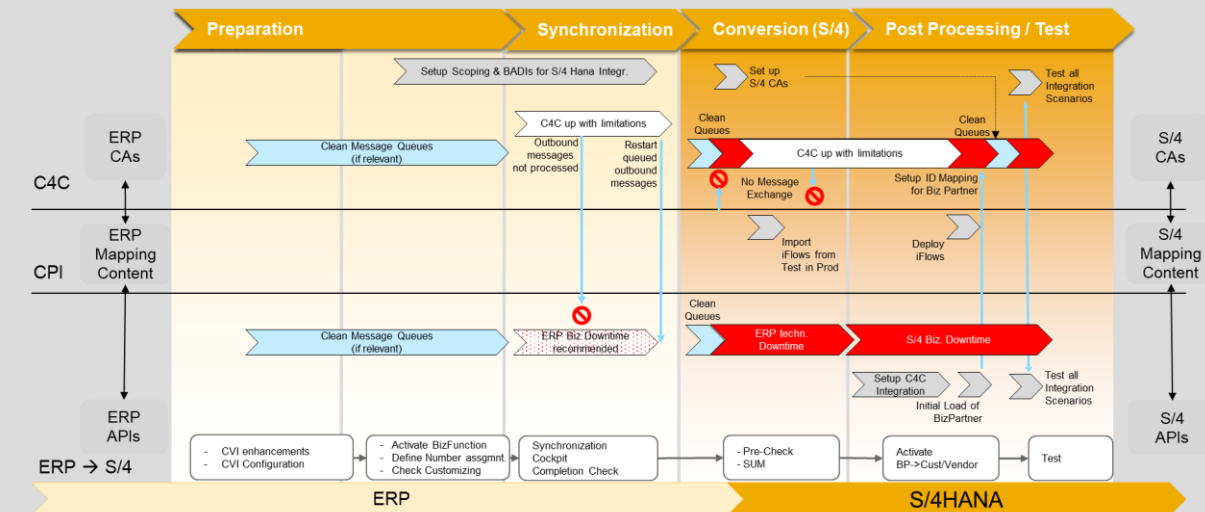 Preparation
Synchronization
Conversion (S/4)
Post Processing / Test
Setup Scoping & BADIs for S/4 Hana Integr.
Set up
S/4 CAs
Test all
Integration
Scenarios
ERP
CAs
C4C
Clean Message Queues
(if relevant)
C4C up with limitations
Outbound
messages
not processed
Restart
queued
outbound
messages
Clean
Queues
C4C up with limitations
Clean
Queues
No Message
Exchange
Setup ID Mapping
for Biz Partner
S/4
CAs
ERP
Mapping
Content
CPI
Import
iFlows from
Test in Prod
Deploy
iFlows
S/4
Mapping
Content
Clean Message Queues
(if relevant)
ERP Biz Downtime
recommended
Clean
Queues
ERP techn.
Downtime
S/4 Biz. Downtime
Setup C4C
Integration
Initial Load of
BizPartner
Test all
Integration
Scenarios
ERP
APIs
S/4
APIs
ERP → S/4
- CVI enhancements
- CVI Configuration
- Activate BizFunction
- Define Number assgmnt.
- Check Customizing
Synchronization
Cockpit
Completion Check
- Pre-Check
- SUM
Activate
BP->Cust/Vendor
Test
ERP
S/4HANA